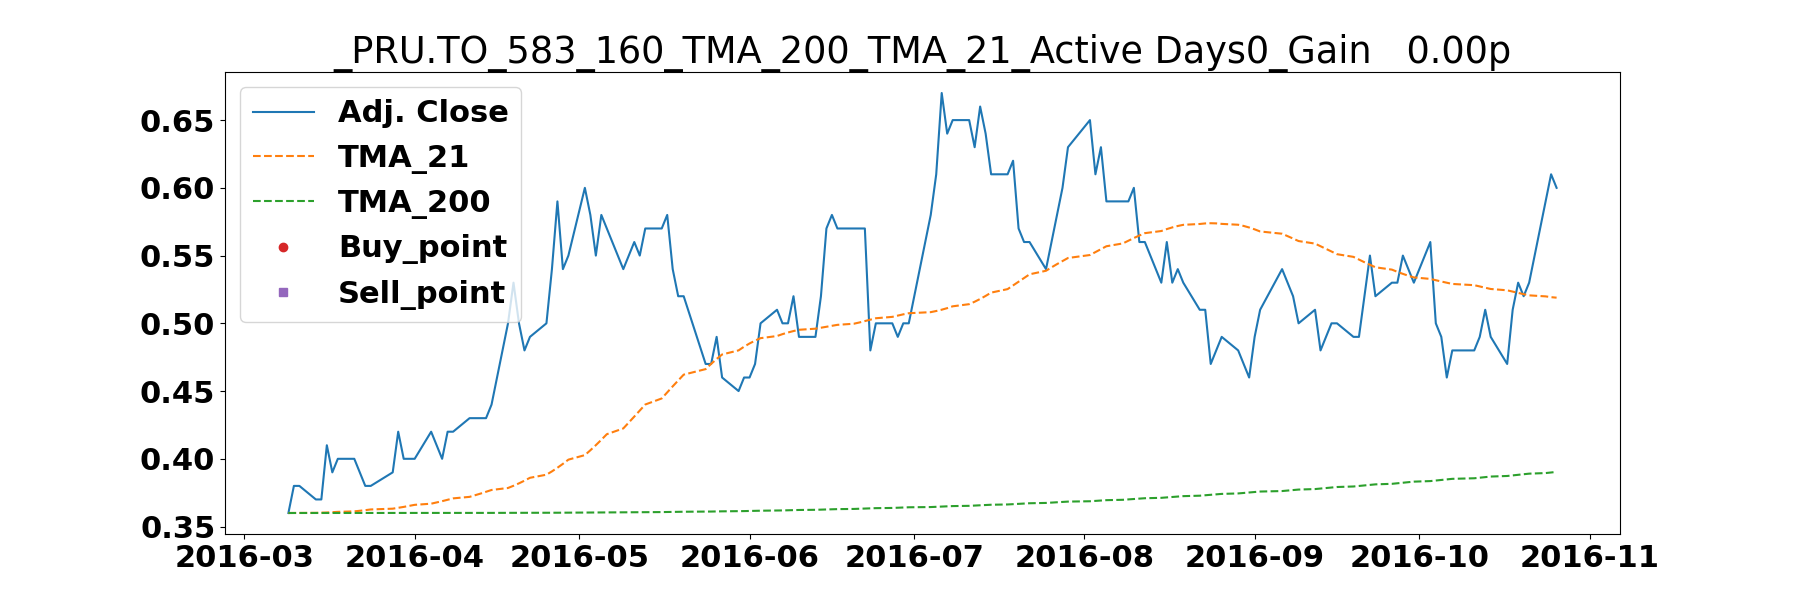 _PRU.TO_583_160_TMA_200_TMA_21_Active Days0_Gain   0.00p
Adj. Close
TMA_21
TMA_200
Buy_point
Sell_point
0.65
0.60
0.55
0.50
0.45
0.40
0.35
2016-03 2016-04 2016-05 2016-06 2016-07 2016-08 2016-09 2016-10 2016-11